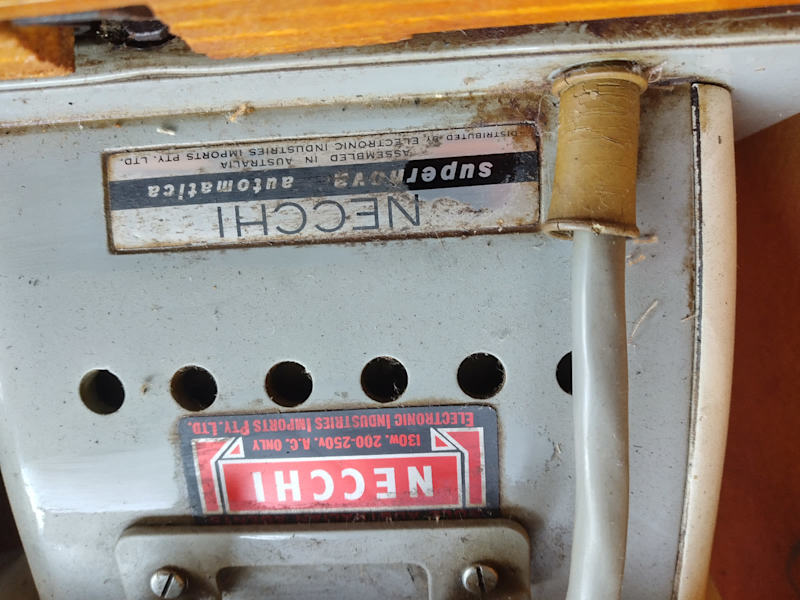 NECCHI
supernova automatica
ASSEMBLED IN AUSTRALIA
DISTRIBUTED BY ELECTRONIC INDUSTRIES IMPORTS PTY. LTD.
NECCHI
130W. 200-250V. A.C. ONLY
ELECTRONIC INDUSTRIES IMPORTS PTY. LTD.